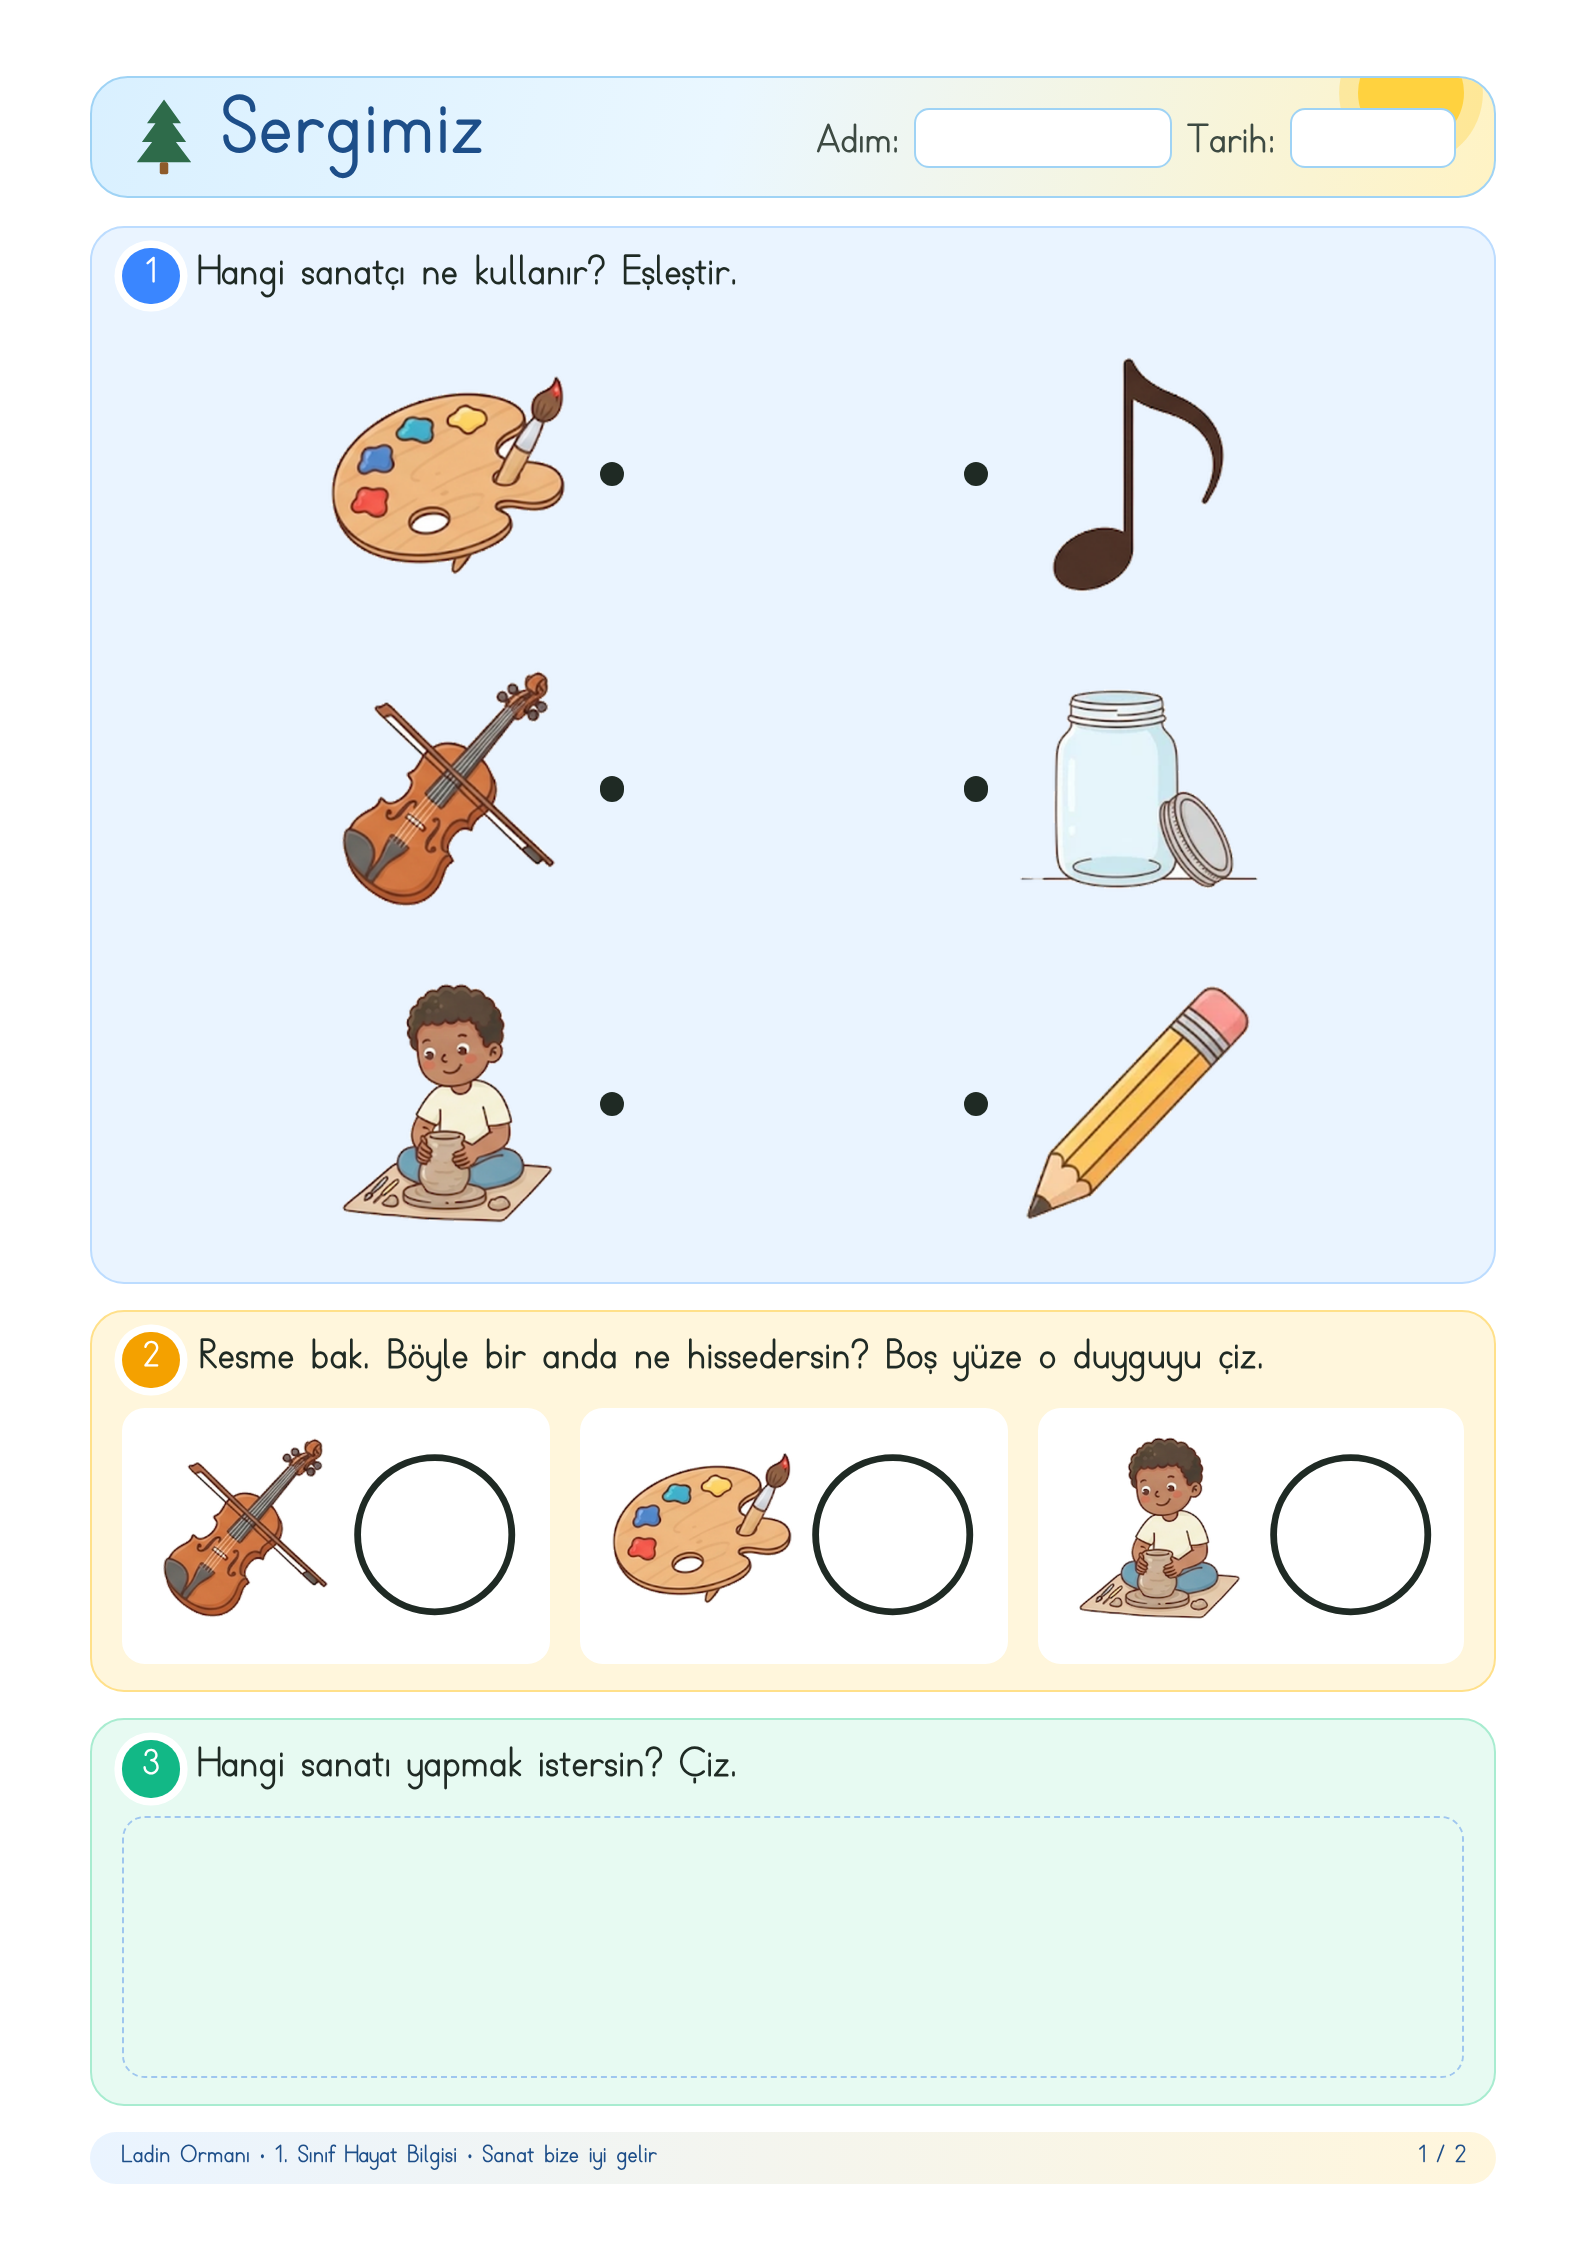 Sergimiz
Adım:
Tarih:
1 Hangi sanatçı ne kullanır? Eşleştir.
2 Resme bak. Böyle bir anda ne hissedersin? Boş yüze o duyguyu çiz.
3 Hangi sanatı yapmak istersin? Çiz.
Ladin Ormanı • 1. Sınıf Hayat Bilgisi • Sanat bize iyi gelir
1 / 2